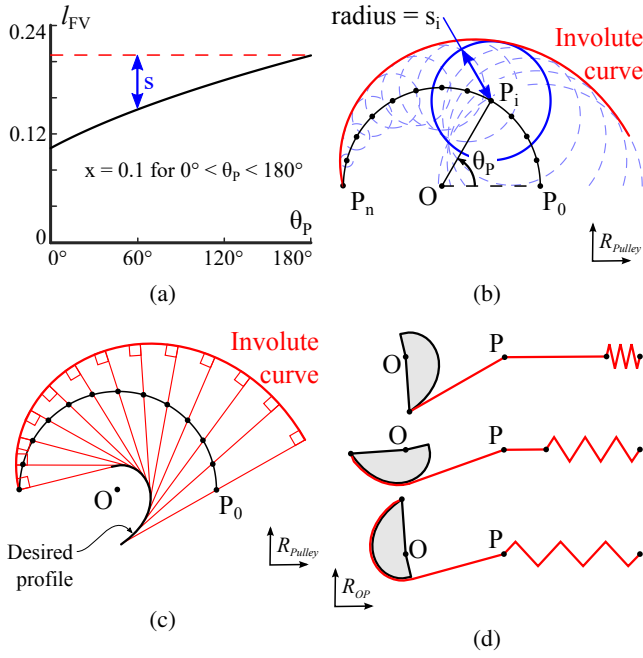 l_FV
0.24
0.12
0
s
x = 0.1 for 0° < θ_P < 180°
θ_P
0° 60° 120° 180°
(a)
radius = s_i
Involute
curve
P_i
θ_P
P_n O P_0
R_Pulley
(b)
Involute
curve
O
P_0
Desired
profile
R_Pulley
(c)
O P
O P
O P
R_OP
(d)